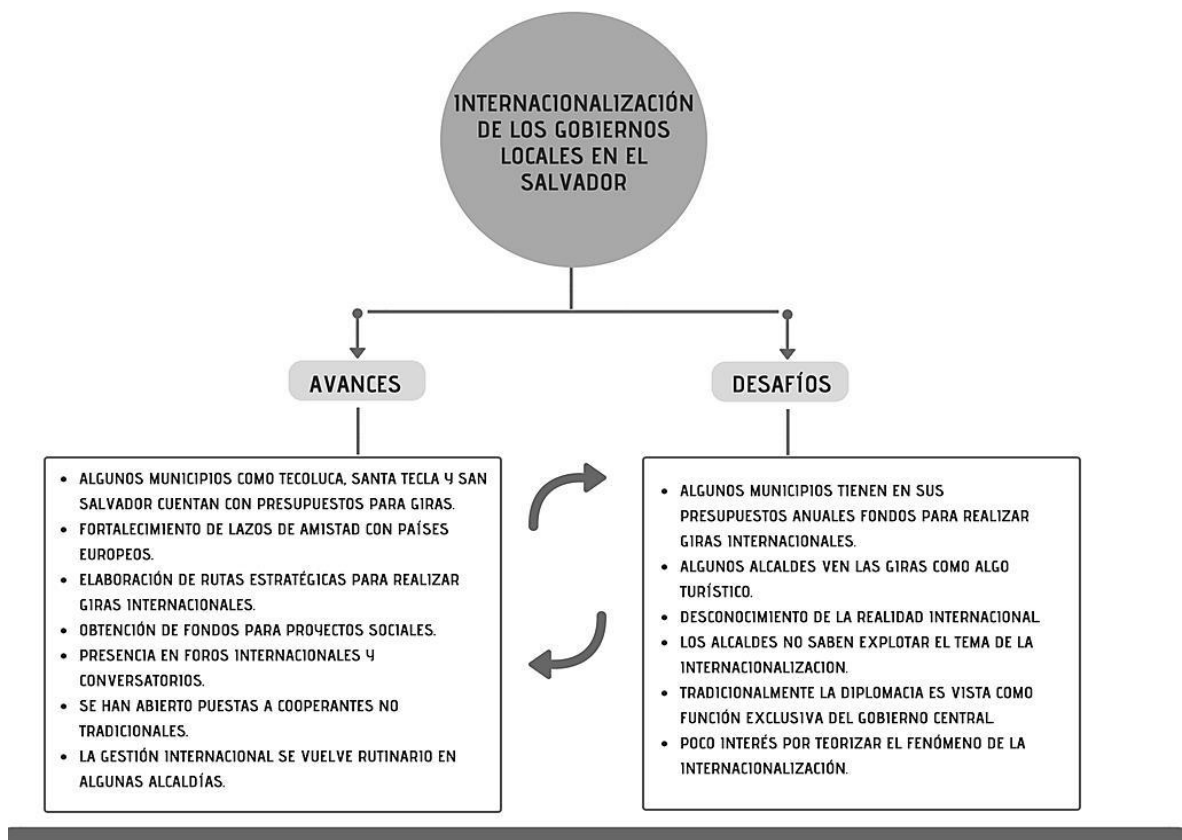 INTERNACIONALIZACIÓN
DE LOS GOBIERNOS
LOCALES EN EL
SALVADOR
AVANCES
• ALGUNOS MUNICIPIOS COMO TECOLUCA, SANTA TECLA Y SAN
SALVADOR CUENTAN CON PRESUPUESTOS PARA GIRAS.
• FORTALECIMIENTO DE LAZOS DE AMISTAD CON PAÍSES
EUROPEOS.
• ELABORACIÓN DE RUTAS ESTRATÉGICAS PARA REALIZAR
GIRAS INTERNACIONALES.
• OBTENCIÓN DE FONDOS PARA PROYECTOS SOCIALES.
• PRESENCIA EN FOROS INTERNACIONALES Y
CONVERSATORIOS.
• SE HAN ABIERTO PUESTAS A COOPERANTES NO
TRADICIONALES.
• LA GESTIÓN INTERNACIONAL SE VUELVE RUTINARIO EN
ALGUNAS ALCALDÍAS.
DESAFÍOS
• ALGUNOS MUNICIPIOS TIENEN EN SUS
PRESUPUESTOS ANUALES FONDOS PARA REALIZAR
GIRAS INTERNACIONALES.
• ALGUNOS ALCALDES VEN LAS GIRAS COMO ALGO
TURÍSTICO.
• DESCONOCIMIENTO DE LA REALIDAD INTERNACIONAL
• LOS ALCALDES NO SABEN EXPLOTAR EL TEMA DE LA
INTERNACIONALIZACION.
• TRADICIONALMENTE LA DIPLOMACIA ES VISTA COMO
FUNCIÓN EXCLUSIVA DEL GOBIERNO CENTRAL
• POCO INTERÉS POR TEORIZAR EL FENÓMENO DE LA
INTERNACIONALIZACIÓN.